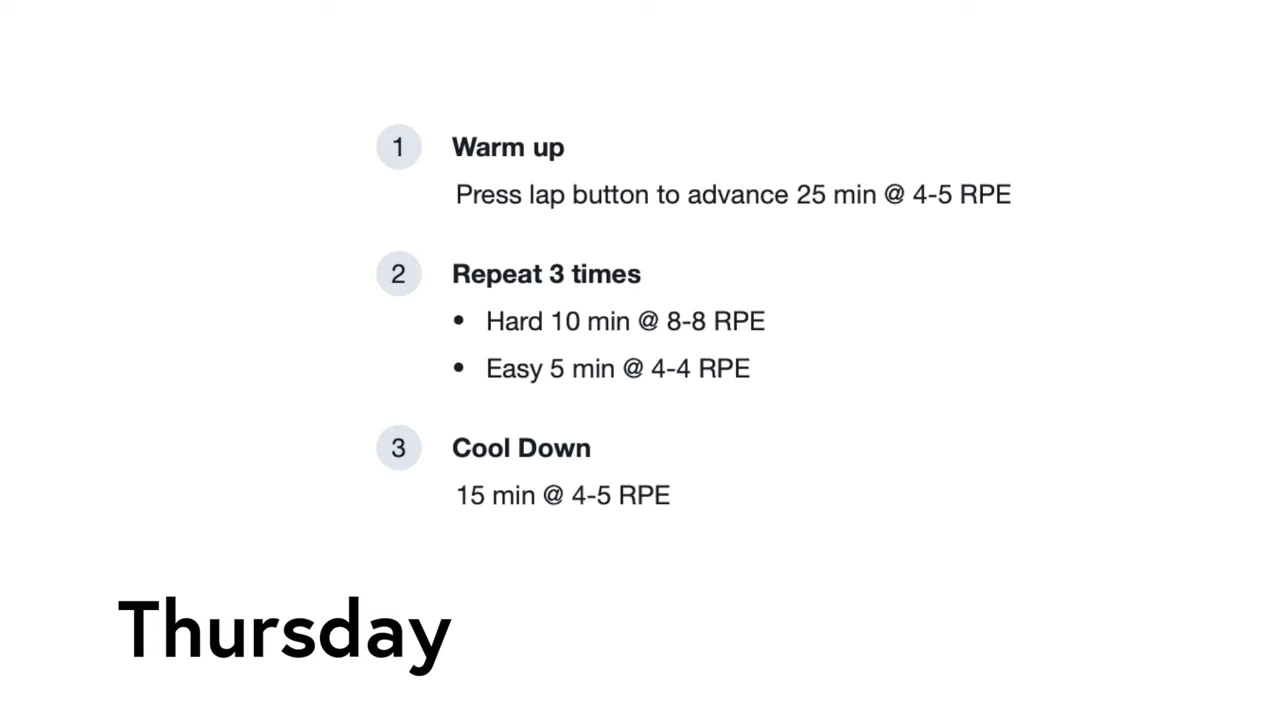 1 Warm up
Press lap button to advance 25 min @ 4-5 RPE
2 Repeat 3 times
• Hard 10 min @ 8-8 RPE
• Easy 5 min @ 4-4 RPE
3 Cool Down
15 min @ 4-5 RPE
Thursday